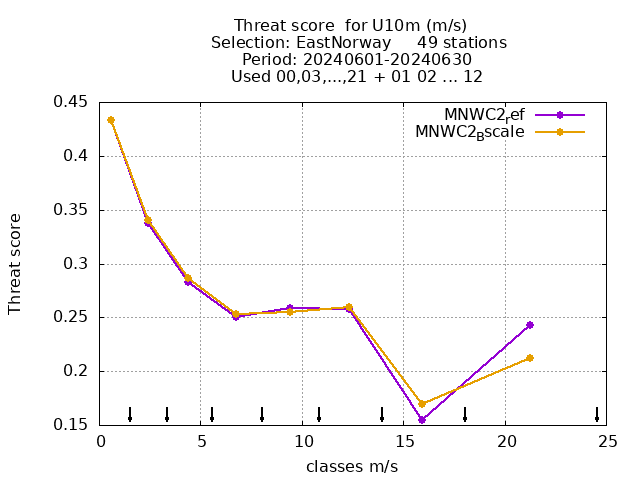 Threat score  for U10m (m/s)
Selection: EastNorway     49 stations
Period: 20240601-20240630
Used 00,03,...,21 + 01 02 ... 12
MNWC2ref
MNWC2Bscale
0.45
0.4
0.35
0.3
0.25
0.2
0.15
Threat score
0 5 10 15 20 25
classes m/s